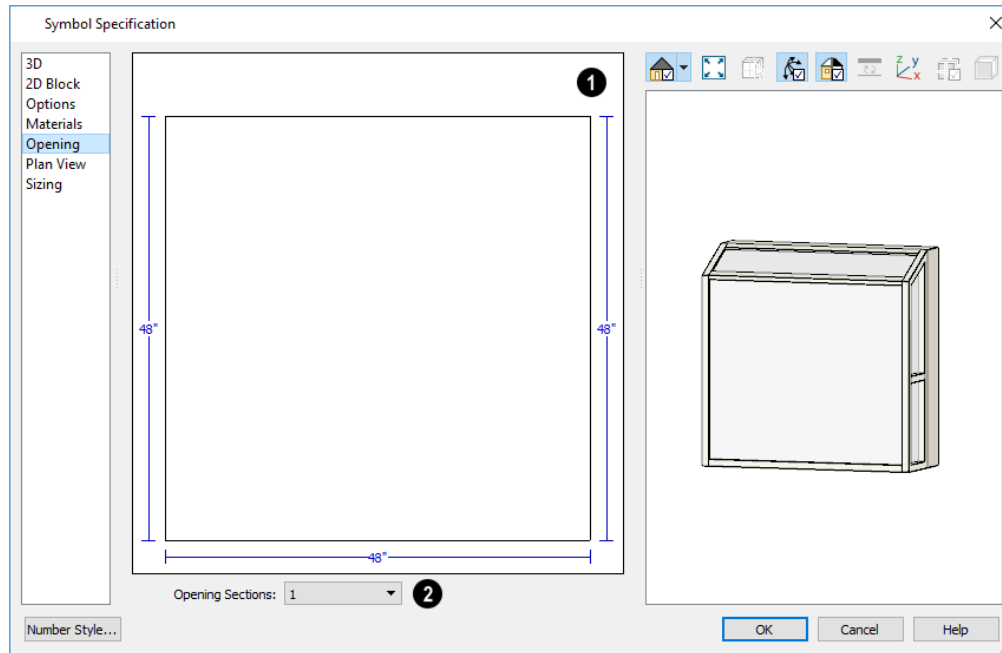 Symbol Specification
3D
2D Block
Options
Materials
Opening
Plan View
Sizing
1
z y
x
48"
48"
48"
Opening Sections: 1
2
Number Style...
OK
Cancel
Help